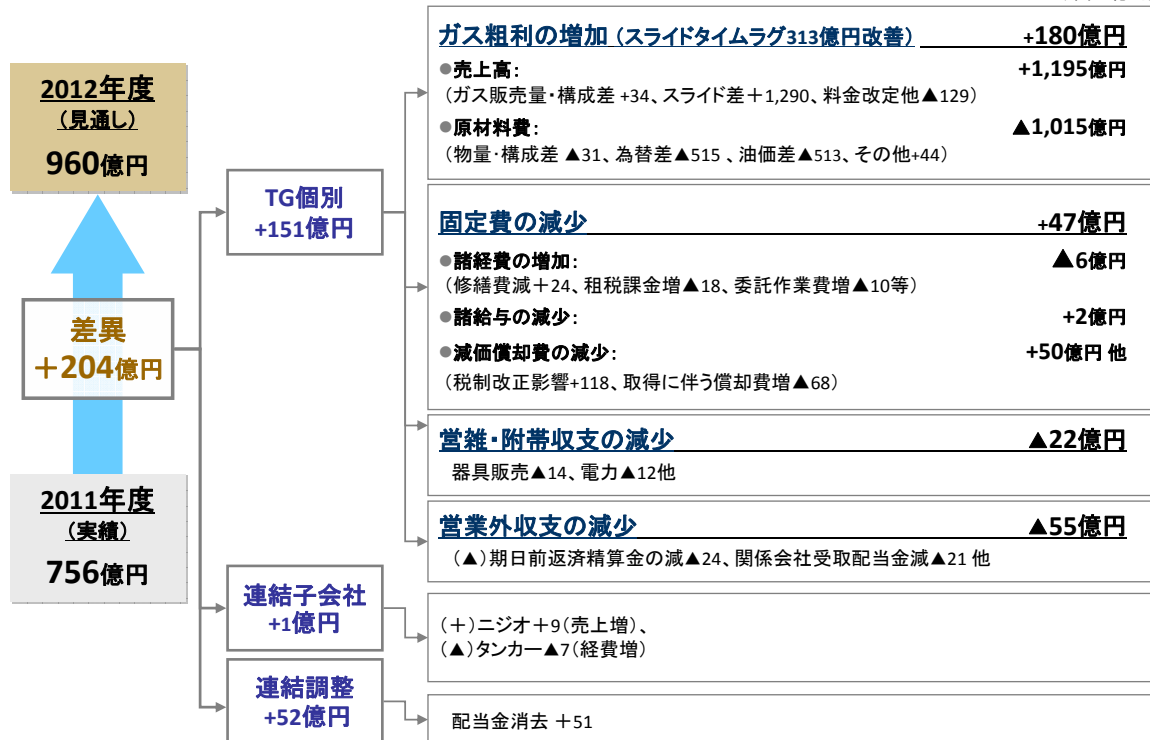 2012年度
(見通し)
960億円
差異
＋204億円
2011年度
(実績)
756億円
TG個別
+151億円
連結子会社
+1億円
連結調整
+52億円
ガス粗利の増加 (スライドタイムラグ313億円改善) +180億円
●売上高: +1,195億円
(ガス販売量・構成差 +34、スライド差＋1,290、料金改定他▲129)
●原材料費: ▲1,015億円
(物量・構成差 ▲31、為替差▲515 、油価差▲513、その他+44)
固定費の減少 +47億円
●諸経費の増加: ▲6億円
(修繕費減＋24、租税課金増▲18、委託作業費増▲10等)
●諸給与の減少: +2億円
●減価償却費の減少: +50億円 他
(税制改正影響+118、取得に伴う償却費増▲68)
営雑・附帯収支の減少 ▲22億円
器具販売▲14、電力▲12他
営業外収支の減少 ▲55億円
(▲)期日前返済精算金の減▲24、関係会社受取配当金減▲21 他
(＋)ニジオ＋9(売上増)、
(▲)タンカー▲7(経費増)
配当金消去 ＋51